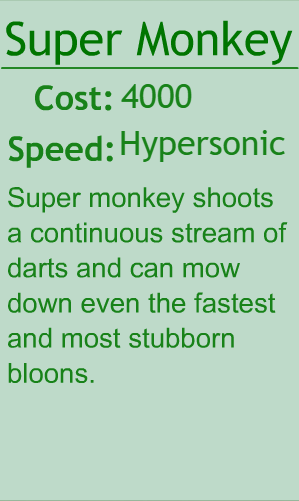 Super Monkey
Cost: 4000
Speed: Hypersonic
Super monkey shoots
a continuous stream of
darts and can mow
down even the fastest
and most stubborn
bloons.